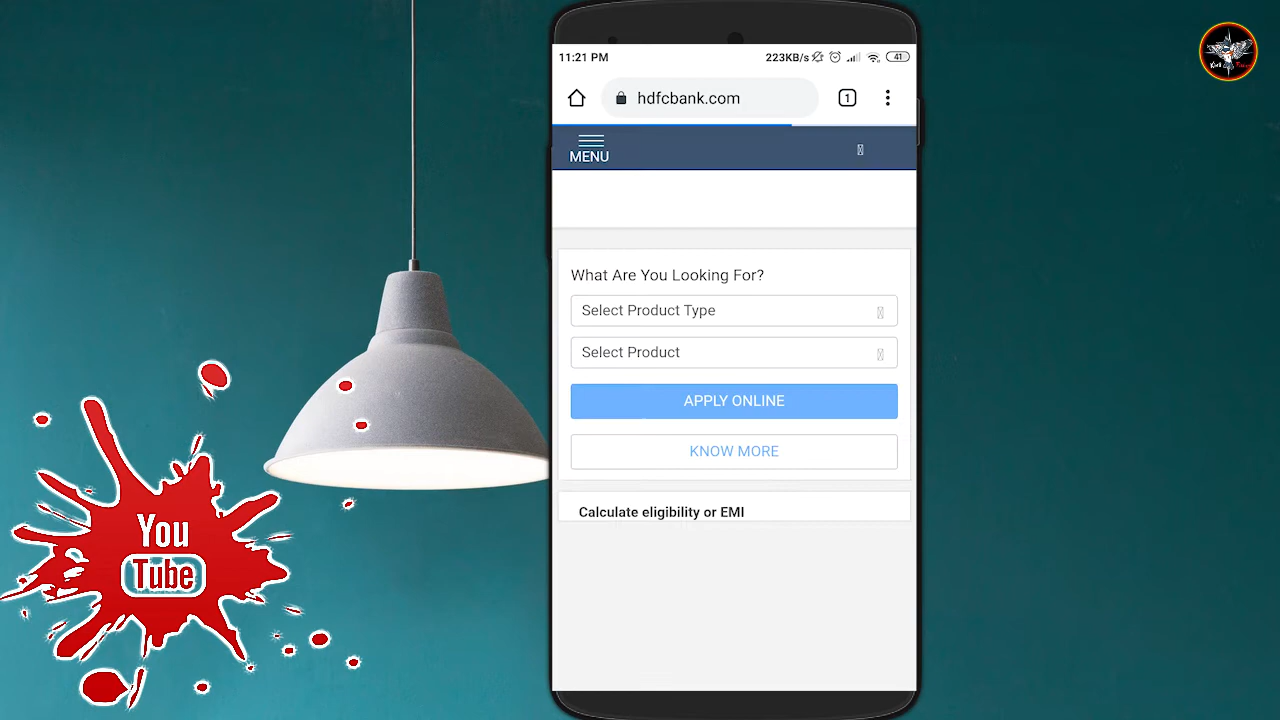 11:21 PM
223KB/s
41
hdfcbank.com
1
MENU
What Are You Looking For?
Select Product Type
Select Product
APPLY ONLINE
KNOW MORE
Calculate eligibility or EMI
You
Tube